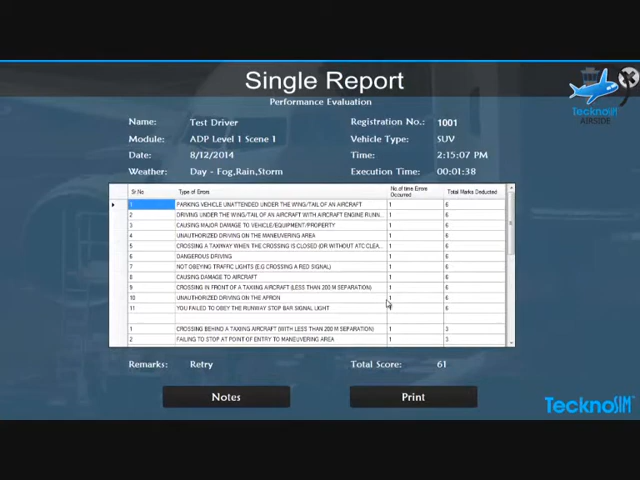 Single Report
Performance Evaluation
Name: Test Driver Registration No.: 1001
Module: ADP Level 1 Scene 1 Vehicle Type: SUV
Date: 8/12/2014 Time: 2:15:07 PM
Weather: Day - Fog,Rain,Storm Execution Time: 00:01:38
TecknoSIM
AIRSIDE
Sr.No Type of Errors No.of time Errors Occurred Total Marks Deducted
1 PARKING VEHICLE UNATTENDED UNDER THE WING/TAIL OF AN AIRCRAFT 1 6
2 DRIVING UNDER THE WING/TAIL OF AN AIRCRAFT WITH AIRCRAFT ENGINE RUNN... 1 6
3 CAUSING MAJOR DAMAGE TO VEHICLE/EQUIPMENT/PROPERTY 1 6
4 UNAUTHORIZED DRIVING ON THE MANEUVERING AREA 1 6
5 CROSSING A TAXIWAY WHEN THE CROSSING IS CLOSED (OR WITHOUT ATC CLEA... 1 6
6 DANGEROUS DRIVING 1 6
7 NOT OBEYING TRAFFIC LIGHTS (E.G CROSSING A RED SIGNAL) 1 6
8 CAUSING DAMAGE TO AIRCRAFT 1 6
9 CROSSING IN FRONT OF A TAXIING AIRCRAFT (LESS THAN 200 M SEPARATION) 1 6
10 UNAUTHORIZED DRIVING ON THE APRON 1 6
11 YOU FAILED TO OBEY THE RUNWAY STOP BAR SIGNAL LIGHT 1 6
1 CROSSING BEHIND A TAXIING AIRCRAFT (WITH LESS THAN 200 M SEPARATION) 1 3
2 FAILING TO STOP AT POINT OF ENTRY TO MANEUVERING AREA 1 3
Remarks: Retry Total Score: 61
Notes Print
TecknoSIM™